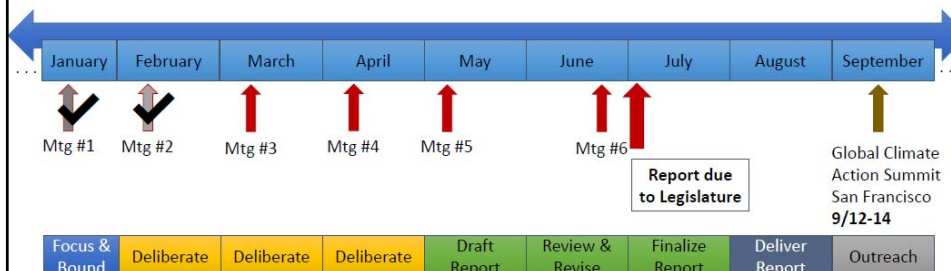 January February March April May June July August September
Mtg #1 Mtg #2 Mtg #3 Mtg #4 Mtg #5 Mtg #6
Report due
to Legislature
Global Climate
Action Summit
San Francisco
9/12-14
Focus &
Bound
Deliberate
Deliberate
Deliberate
Draft
Report
Review &
Revise
Finalize
Report
Deliver
Report
Outreach